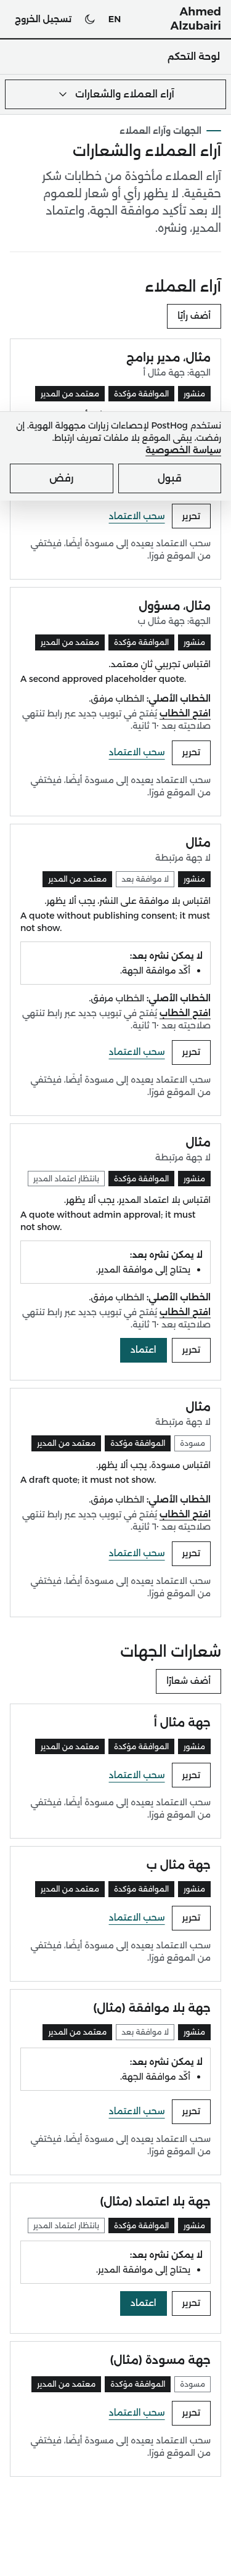 Ahmed
Alzubairi
EN
تسجيل الخروج
لوحة التحكم
آراء العملاء والشعارات
الجهات وآراء العملاء
آراء العملاء والشعارات
آراء العملاء مأخوذة من خطابات شكر
حقيقية. لا يظهر رأي أو شعار للعموم
إلا بعد تأكيد موافقة الجهة، واعتماد
المدير، ونشره.
آراء العملاء
أضف رأيًا
مثال، مدير برامج
الجهة: جهة مثال أ
منشور
الموافقة مؤكدة
معتمد من المدير
نستخدم PostHog لإحصاءات زيارات مجهولة الهوية. إن
رفضت، يبقى الموقع بلا ملفات تعريف ارتباط.
سياسة الخصوصية
قبول
رفض
تحرير
سحب الاعتماد
سحب الاعتماد يعيده إلى مسودة أيضًا، فيختفي
من الموقع فورًا.
مثال، مسؤول
الجهة: جهة مثال ب
منشور
الموافقة مؤكدة
معتمد من المدير
اقتباس تجريبي ثانٍ معتمد.
A second approved placeholder quote.
الخطاب الأصلي: الخطاب مرفق.
افتح الخطاب يُفتح في تبويب جديد عبر رابط تنتهي
صلاحيته بعد ٦٠ ثانية.
تحرير
سحب الاعتماد
سحب الاعتماد يعيده إلى مسودة أيضًا، فيختفي
من الموقع فورًا.
مثال
لا جهة مرتبطة
منشور
لا موافقة بعد
معتمد من المدير
اقتباس بلا موافقة على النشر، يجب ألا يظهر.
A quote without publishing consent; it must
not show.
لا يمكن نشره بعد:
• أكّد موافقة الجهة.
الخطاب الأصلي: الخطاب مرفق.
افتح الخطاب يُفتح في تبويب جديد عبر رابط تنتهي
صلاحيته بعد ٦٠ ثانية.
تحرير
سحب الاعتماد
سحب الاعتماد يعيده إلى مسودة أيضًا، فيختفي
من الموقع فورًا.
مثال
لا جهة مرتبطة
منشور
الموافقة مؤكدة
بانتظار اعتماد المدير
اقتباس بلا اعتماد المدير، يجب ألا يظهر.
A quote without admin approval; it must
not show.
لا يمكن نشره بعد:
• يحتاج إلى موافقة المدير.
الخطاب الأصلي: الخطاب مرفق.
افتح الخطاب يُفتح في تبويب جديد عبر رابط تنتهي
صلاحيته بعد ٦٠ ثانية.
تحرير
اعتماد
مثال
لا جهة مرتبطة
مسودة
الموافقة مؤكدة
معتمد من المدير
اقتباس مسودة، يجب ألا يظهر.
A draft quote; it must not show.
الخطاب الأصلي: الخطاب مرفق.
افتح الخطاب يُفتح في تبويب جديد عبر رابط تنتهي
صلاحيته بعد ٦٠ ثانية.
تحرير
سحب الاعتماد
سحب الاعتماد يعيده إلى مسودة أيضًا، فيختفي
من الموقع فورًا.
شعارات الجهات
أضف شعارًا
جهة مثال أ
منشور
الموافقة مؤكدة
معتمد من المدير
تحرير
سحب الاعتماد
سحب الاعتماد يعيده إلى مسودة أيضًا، فيختفي
من الموقع فورًا.
جهة مثال ب
منشور
الموافقة مؤكدة
معتمد من المدير
تحرير
سحب الاعتماد
سحب الاعتماد يعيده إلى مسودة أيضًا، فيختفي
من الموقع فورًا.
جهة بلا موافقة (مثال)
منشور
لا موافقة بعد
معتمد من المدير
لا يمكن نشره بعد:
• أكّد موافقة الجهة.
تحرير
سحب الاعتماد
سحب الاعتماد يعيده إلى مسودة أيضًا، فيختفي
من الموقع فورًا.
جهة بلا اعتماد (مثال)
منشور
الموافقة مؤكدة
بانتظار اعتماد المدير
لا يمكن نشره بعد:
• يحتاج إلى موافقة المدير.
تحرير
اعتماد
جهة مسودة (مثال)
مسودة
الموافقة مؤكدة
معتمد من المدير
تحرير
سحب الاعتماد
سحب الاعتماد يعيده إلى مسودة أيضًا، فيختفي
من الموقع فورًا.